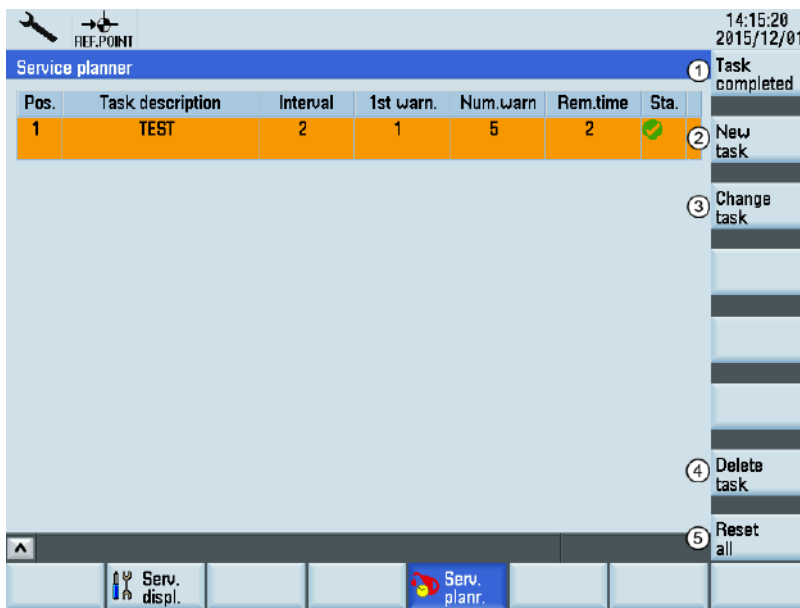 REF.POINT
14:15:20
2015/12/01
Service planner
Pos. Task description Interval 1st warn. Num.warn Rem.time Sta.
1 TEST 2 1 5 2
1 Task
completed
2 New
task
3 Change
task
4 Delete
task
5 Reset
all
Serv.
displ.
Serv.
planr.